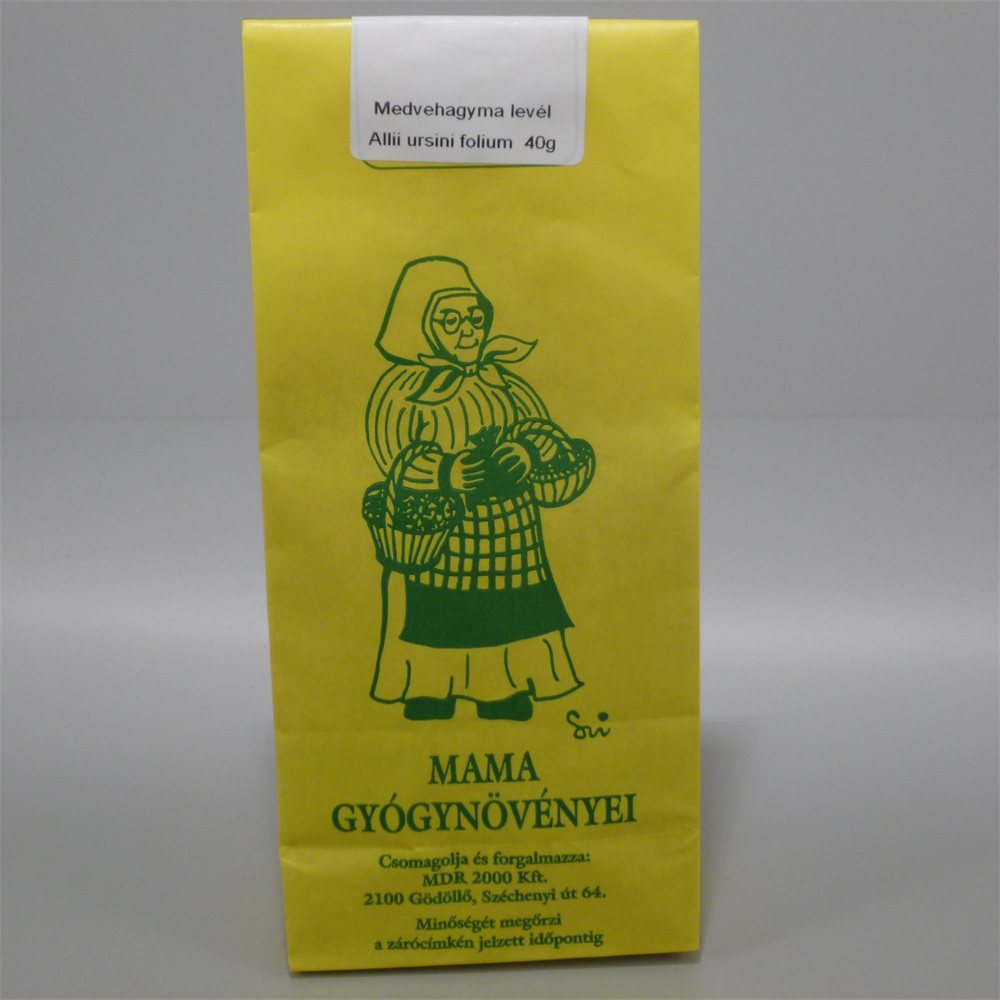 Medvehagyma levél
Allii ursini folium 40g
Sri
MAMA
GYÓGYNÖVÉNYEI
Csomagolja és forgalmazza:
MDR 2000 Kft.
2100 Gödöllő, Széchenyi út 64.
Minőségét megőrzi
a zárócímkén jelzett időpontig